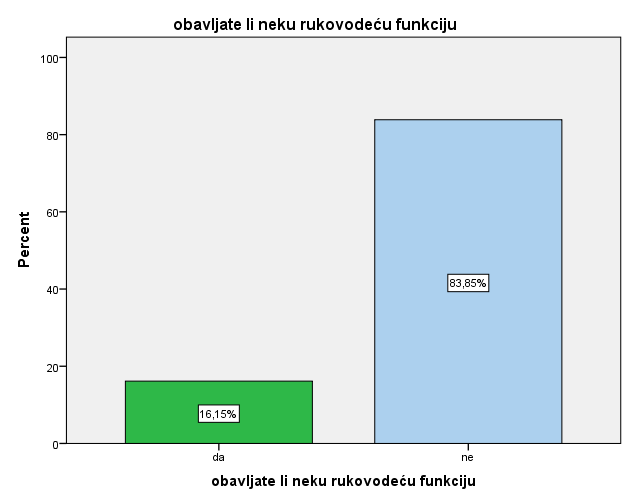 obavljate li neku rukovodeću funkciju
100
80
60
40
20
0
Percent
16,15%
83,85%
da
ne
obavljate li neku rukovodeću funkciju